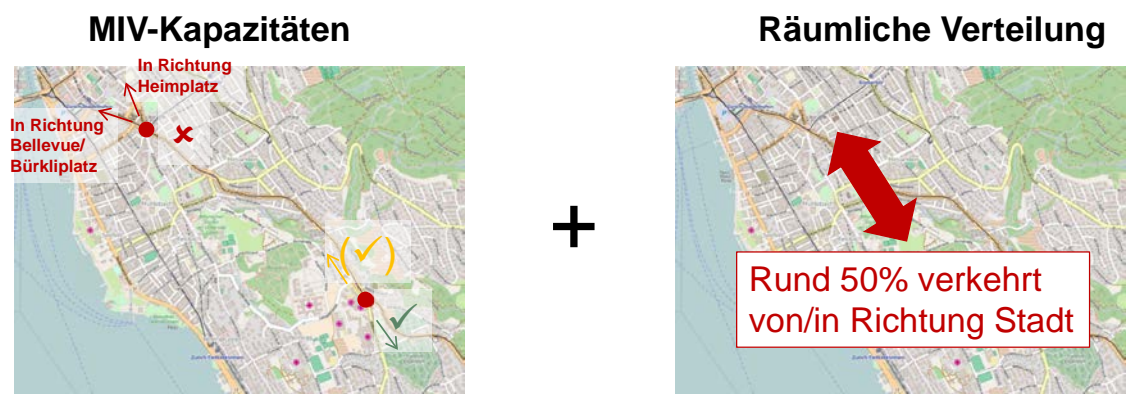 MIV-Kapazitäten
In Richtung
Heimplatz
In Richtung
Bellevue/
Bürkliplatz
+
Räumliche Verteilung
Rund 50% verkehrt
von/in Richtung Stadt